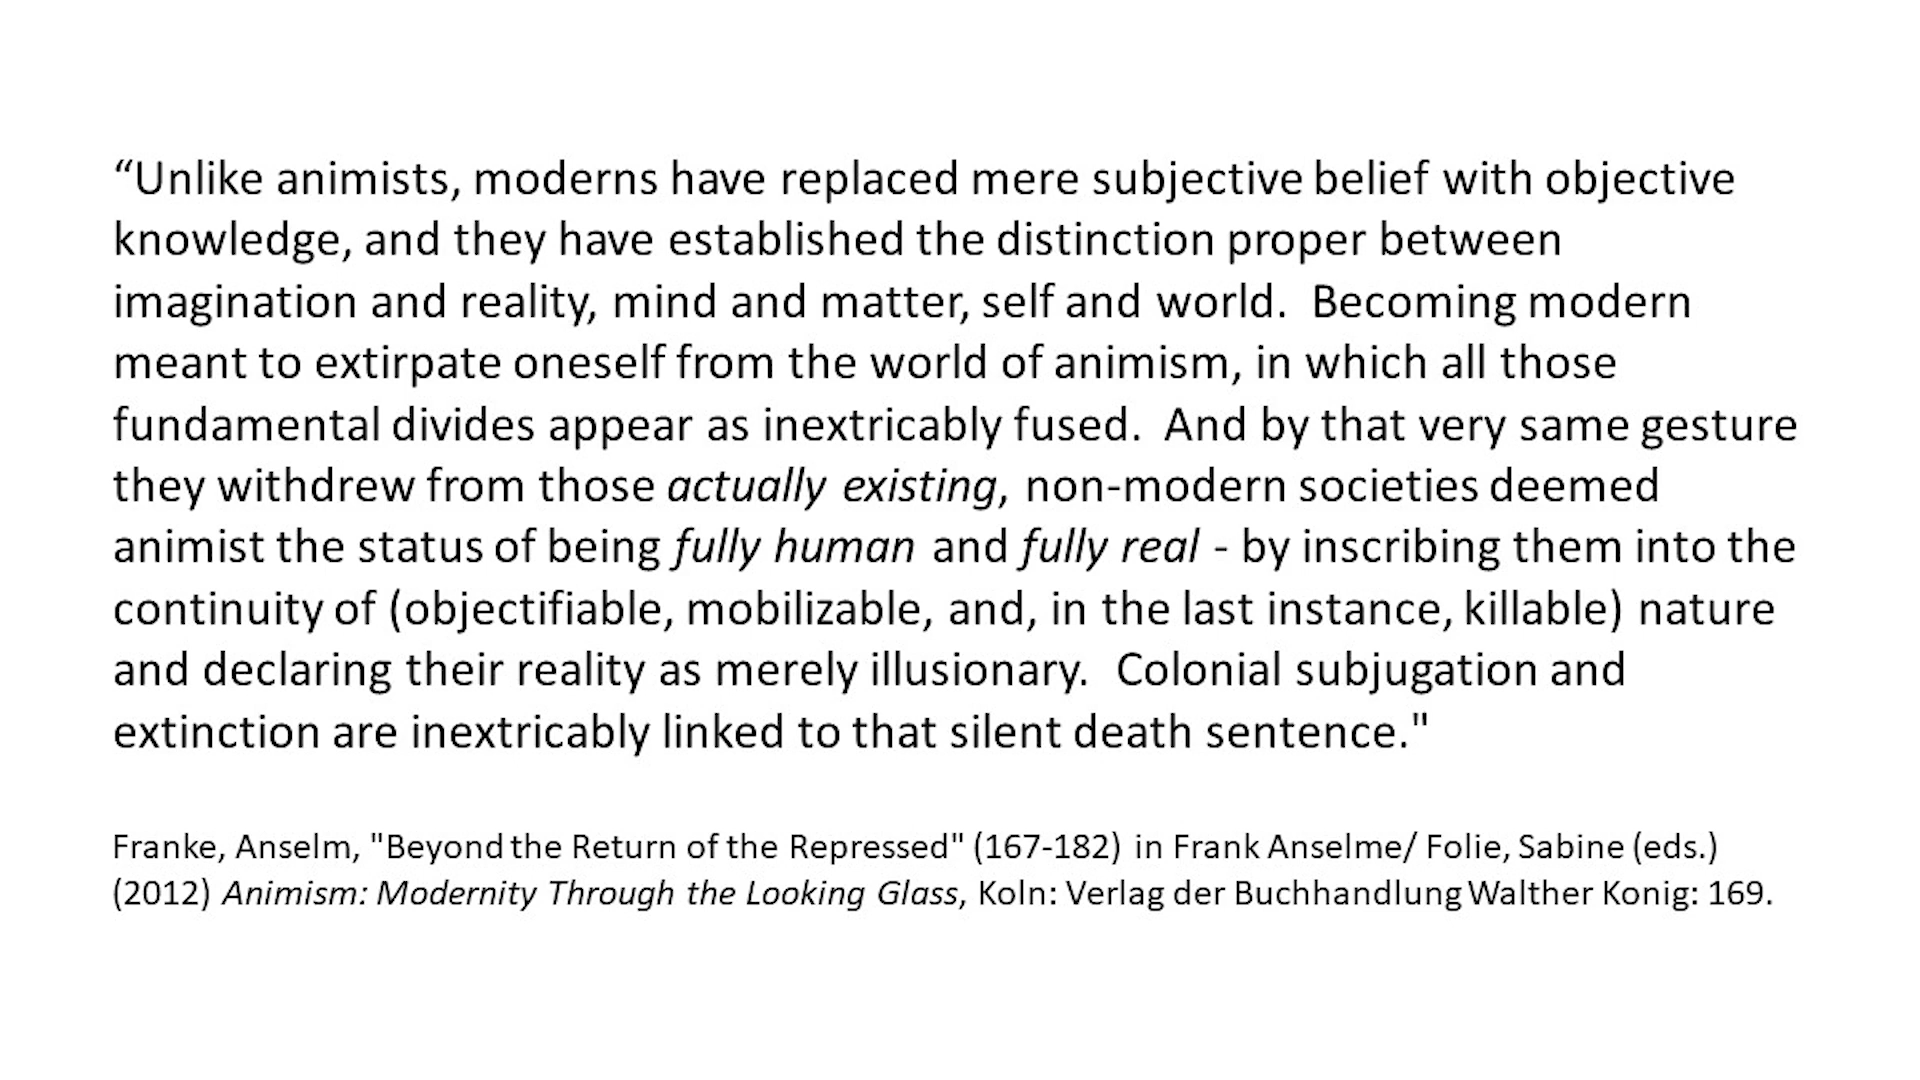 “Unlike animists, moderns have replaced mere subjective belief with objective
knowledge, and they have established the distinction proper between
imagination and reality, mind and matter, self and world.  Becoming modern
meant to extirpate oneself from the world of animism, in which all those
fundamental divides appear as inextricably fused.  And by that very same gesture
they withdrew from those actually existing, non-modern societies deemed
animist the status of being fully human and fully real - by inscribing them into the
continuity of (objectifiable, mobilizable, and, in the last instance, killable) nature
and declaring their reality as merely illusionary.  Colonial subjugation and
extinction are inextricably linked to that silent death sentence."
Franke, Anselm, "Beyond the Return of the Repressed" (167-182) in Frank Anselme/ Folie, Sabine (eds.)
(2012) Animism: Modernity Through the Looking Glass, Koln: Verlag der Buchhandlung Walther Konig: 169.